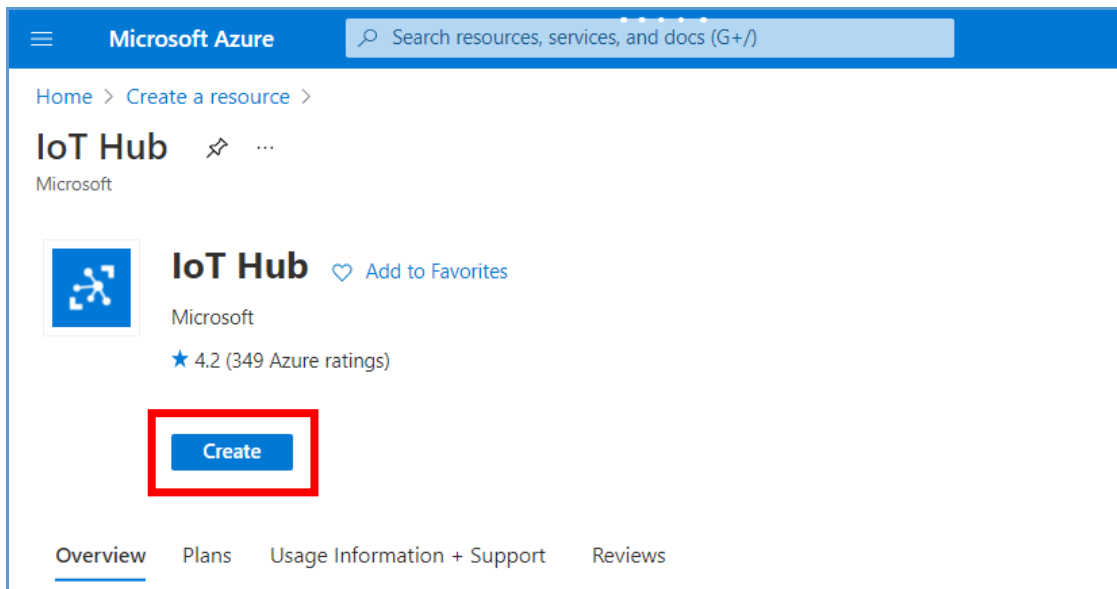 Microsoft Azure
Search resources, services, and docs (G+/)
Home > Create a resource >
IoT Hub ...
Microsoft
IoT Hub Add to Favorites
Microsoft
4.2 (349 Azure ratings)
Create
Overview Plans Usage Information + Support Reviews